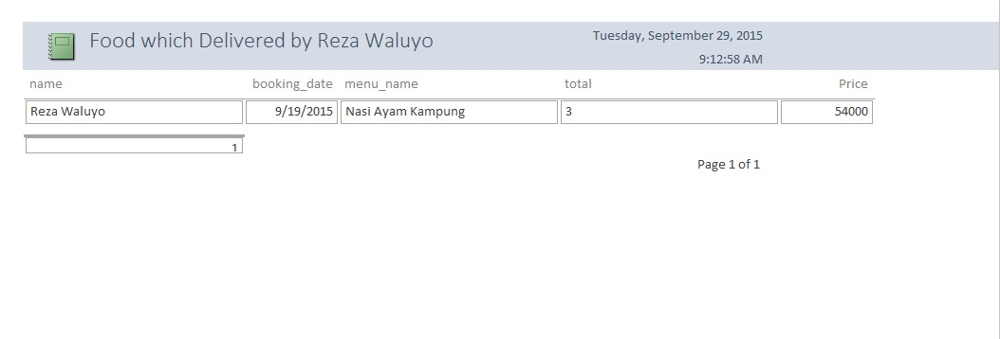 Food which Delivered by Reza Waluyo
Tuesday, September 29, 2015
9:12:58 AM
name booking_date menu_name total Price
Reza Waluyo 9/19/2015 Nasi Ayam Kampung 3 54000
1
Page 1 of 1